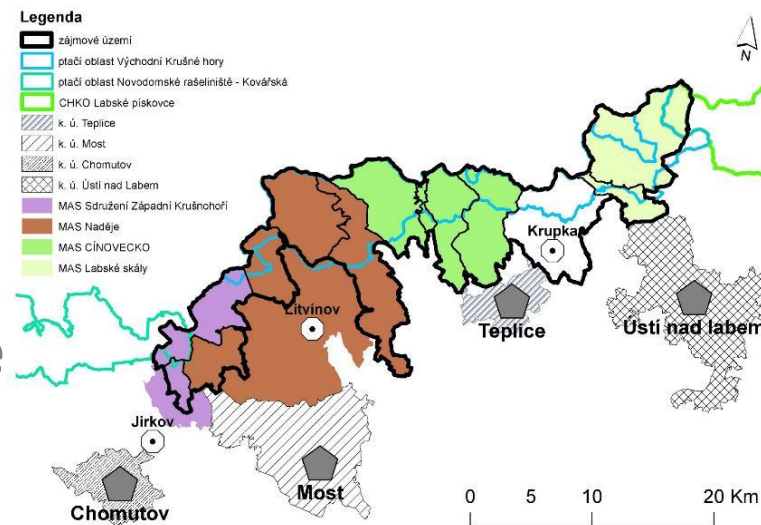 Legenda
zájmové území
ptačí oblast Východní Krušné hory
ptačí oblast Novodomské rašeliniště - Kovářská
CHKO Labské pískovce
k. ú. Teplice
k. ú. Most
k. ú. Chomutov
k. ú. Ústí nad Labem
MAS Sdružení Západní Krušnohoří
MAS Naděje
MAS CÍNOVECKO
MAS Labské skály
N
Krupka
Litvínov
Teplice
Ústí nad labem
Jirkov
Most
Chomutov
0 5 10 20 Km